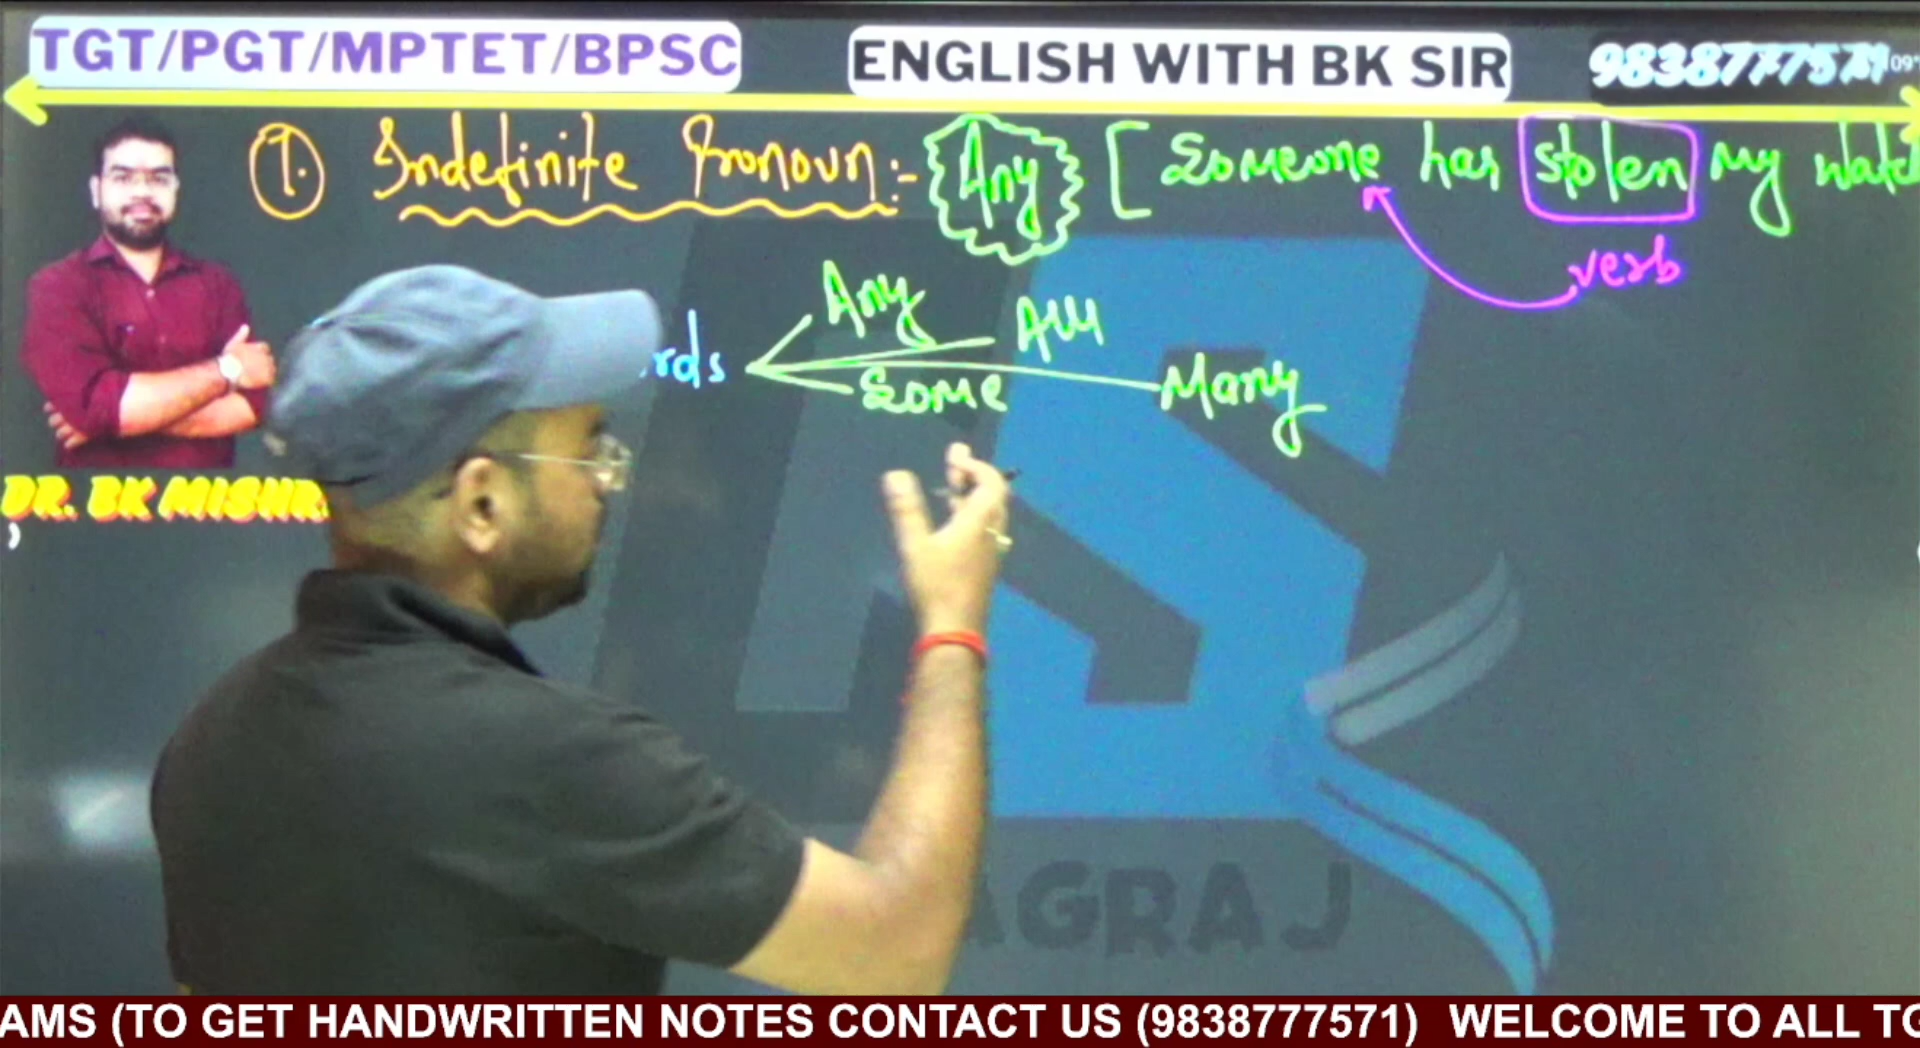 TGT/PGT/MPTET/BPSC
ENGLISH WITH BK SIR
9838777571
1. Indefinite Pronoun:- Any [ Someone has stolen my watc
verb
rds
Any
All
Some
Many
DR. BK MISHR
AGRAJ
AMS (TO GET HANDWRITTEN NOTES CONTACT US (9838777571) WELCOME TO ALL TG